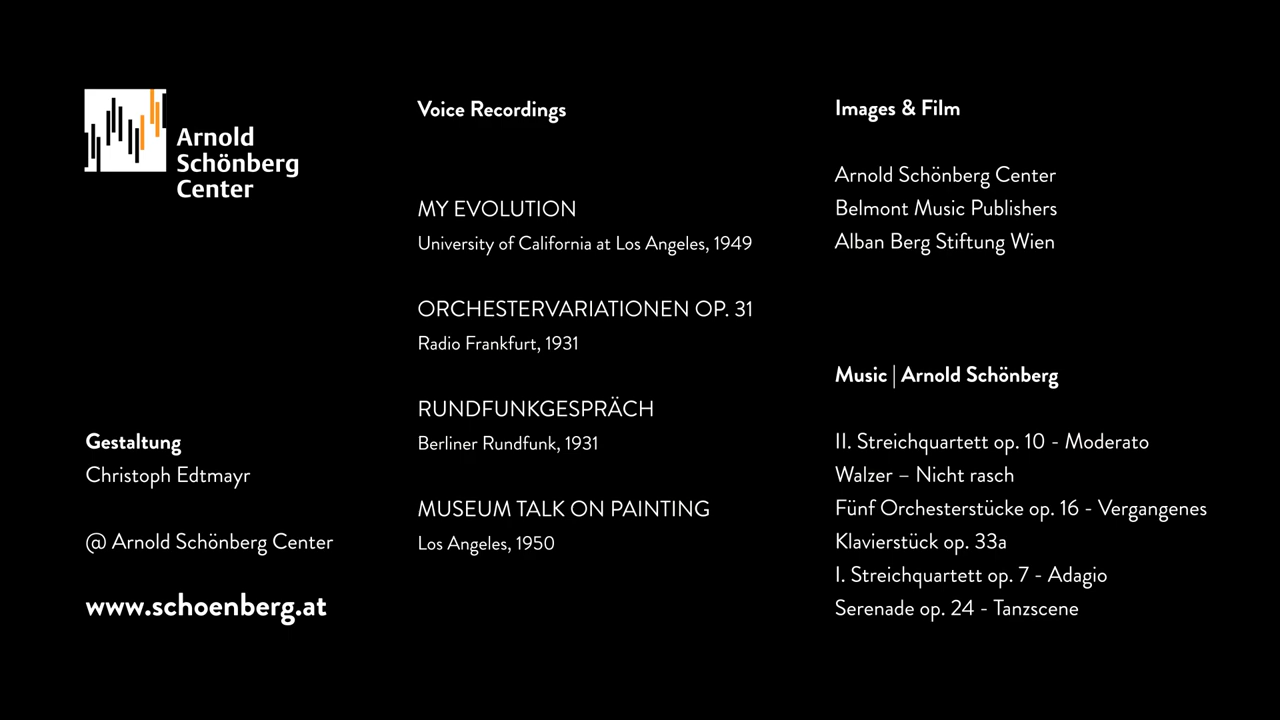 Arnold
Schönberg
Center
Gestaltung
Christoph Edtmayr
@ Arnold Schönberg Center
www.schoenberg.at
Voice Recordings
MY EVOLUTION
University of California at Los Angeles, 1949
ORCHESTERVARIATIONEN OP. 31
Radio Frankfurt, 1931
RUNDFUNKGESPRÄCH
Berliner Rundfunk, 1931
MUSEUM TALK ON PAINTING
Los Angeles, 1950
Images & Film
Arnold Schönberg Center
Belmont Music Publishers
Alban Berg Stiftung Wien
Music | Arnold Schönberg
II. Streichquartett op. 10 - Moderato
Walzer – Nicht rasch
Fünf Orchesterstücke op. 16 - Vergangenes
Klavierstück op. 33a
I. Streichquartett op. 7 - Adagio
Serenade op. 24 - Tanzscene